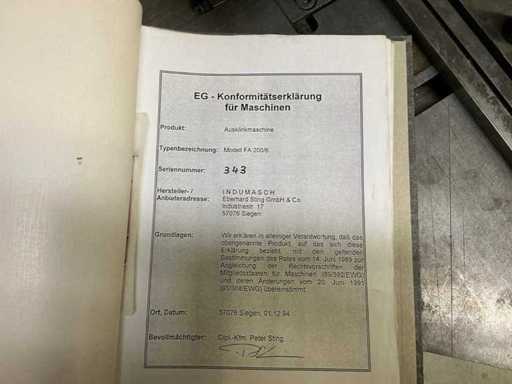 EG - Konformitätserklärung
für Maschinen
Produkt: Ausklinkmaschine
Typenbezeichnung: Modell FA 200/6
Seriennummer: 343
Hersteller- / INDUMASCH
Anbieteradresse: Eberhard Sting GmbH & Co.
Industriestr. 17
57076 Siegen
Grundlagen: Wir erklären in alleiniger Verantwortung, daß das
obengenannte Produkt, auf das sich diese
Erklärung bezieht, mit den geltenden
Bestimmungen des Rates vom 14. Juni 1989 zur
Angleichung der Rechtsvorschriften der
Mitgliedsstaaten für Maschinen (89/392/EWG)
und deren Änderungen vom 20. Juni 1991
(91/368/EWG) übereinstimmt.
Ort, Datum: 57076 Siegen, 01.12.94
Bevollmächtigter: Dipl.-Kfm. Peter Sting